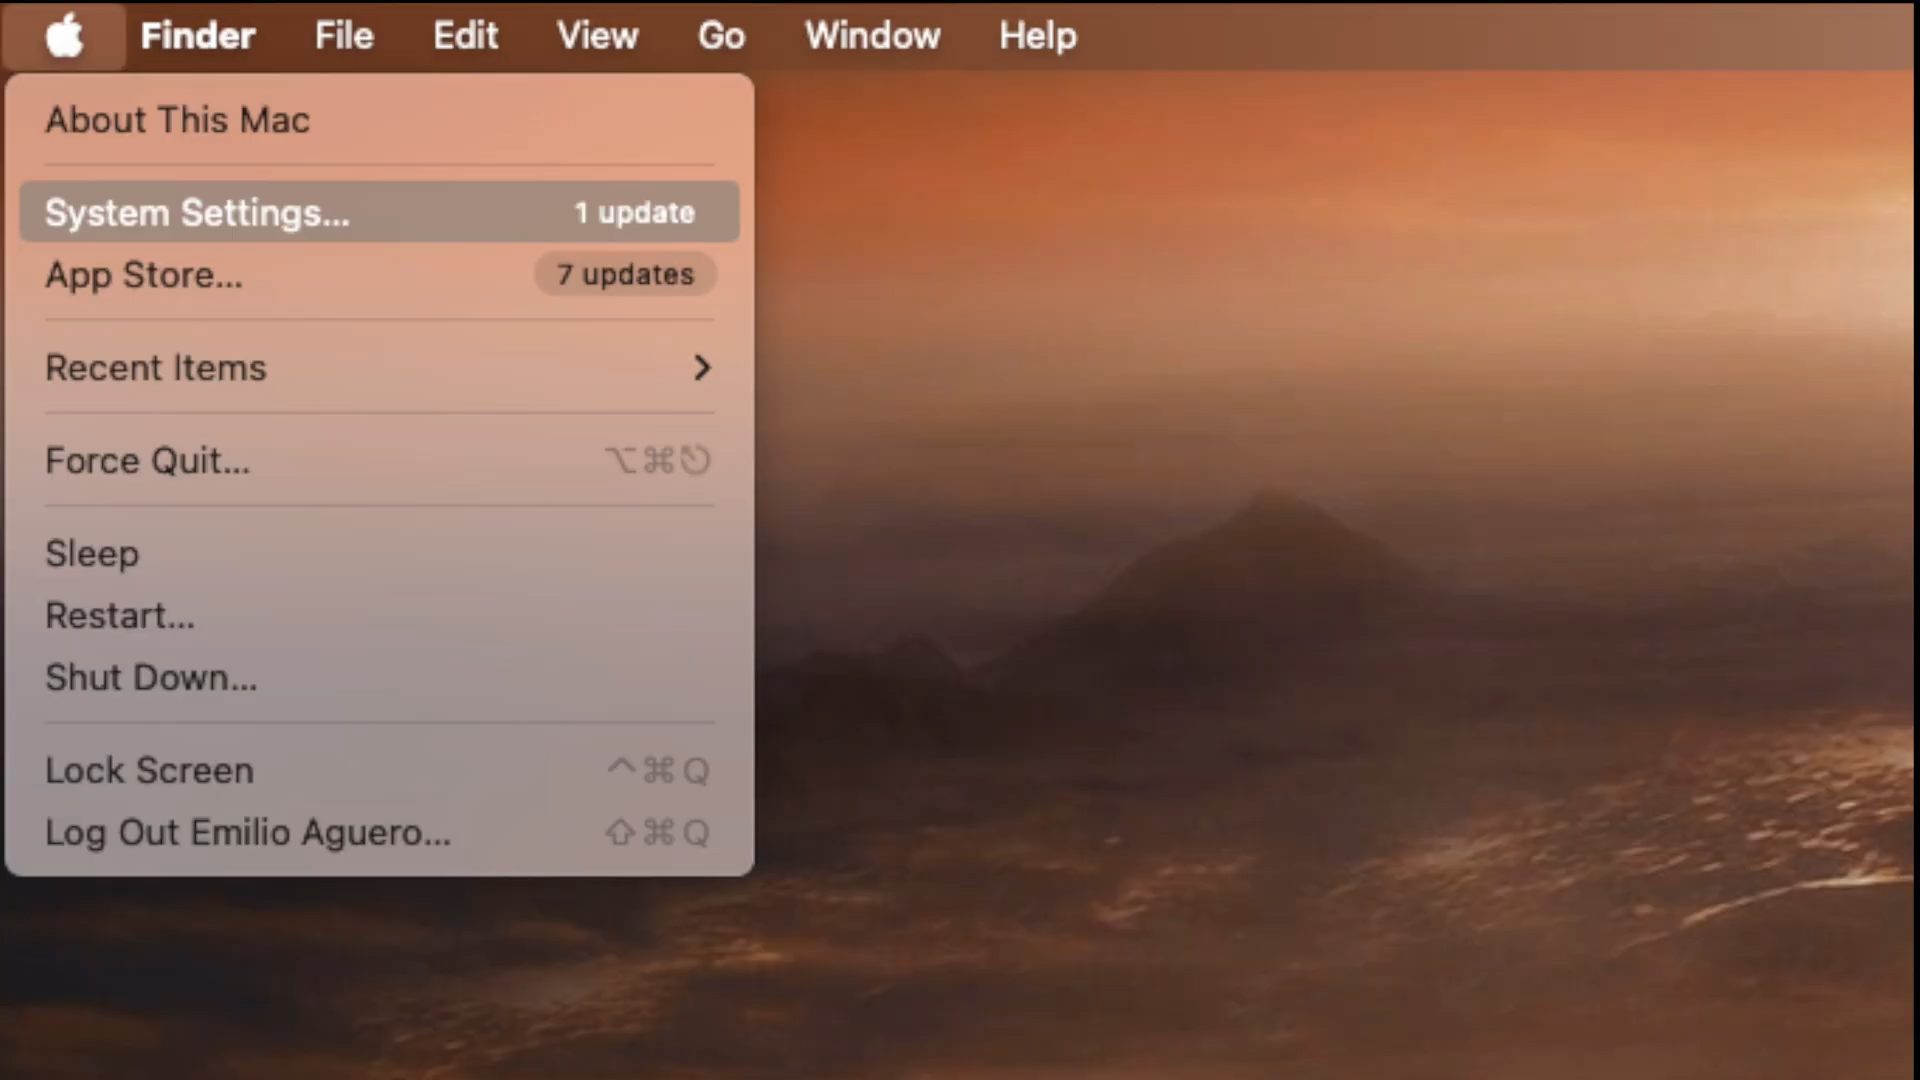 Finder File Edit View Go Window Help
About This Mac
System Settings... 1 update
App Store... 7 updates
Recent Items
Force Quit... ⌥⌘⎋
Sleep
Restart...
Shut Down...
Lock Screen ^⌘Q
Log Out Emilio Aguero... ⇧⌘Q